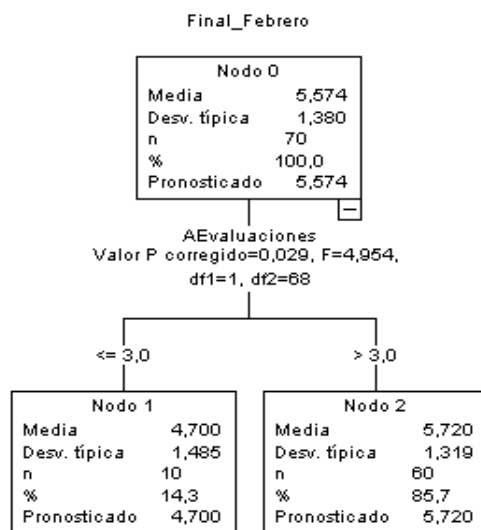 Final_Febrero
Nodo 0
Media 5,574
Desv. típica 1,380
n 70
% 100,0
Pronosticado 5,574
AEvaluaciones
Valor P corregido=0,029, F=4,954,
df1=1, df2=68
<= 3,0
> 3,0
Nodo 1
Media 4,700
Desv. típica 1,485
n 10
% 14,3
Pronosticado 4,700
Nodo 2
Media 5,720
Desv. típica 1,319
n 60
% 85,7
Pronosticado 5,720